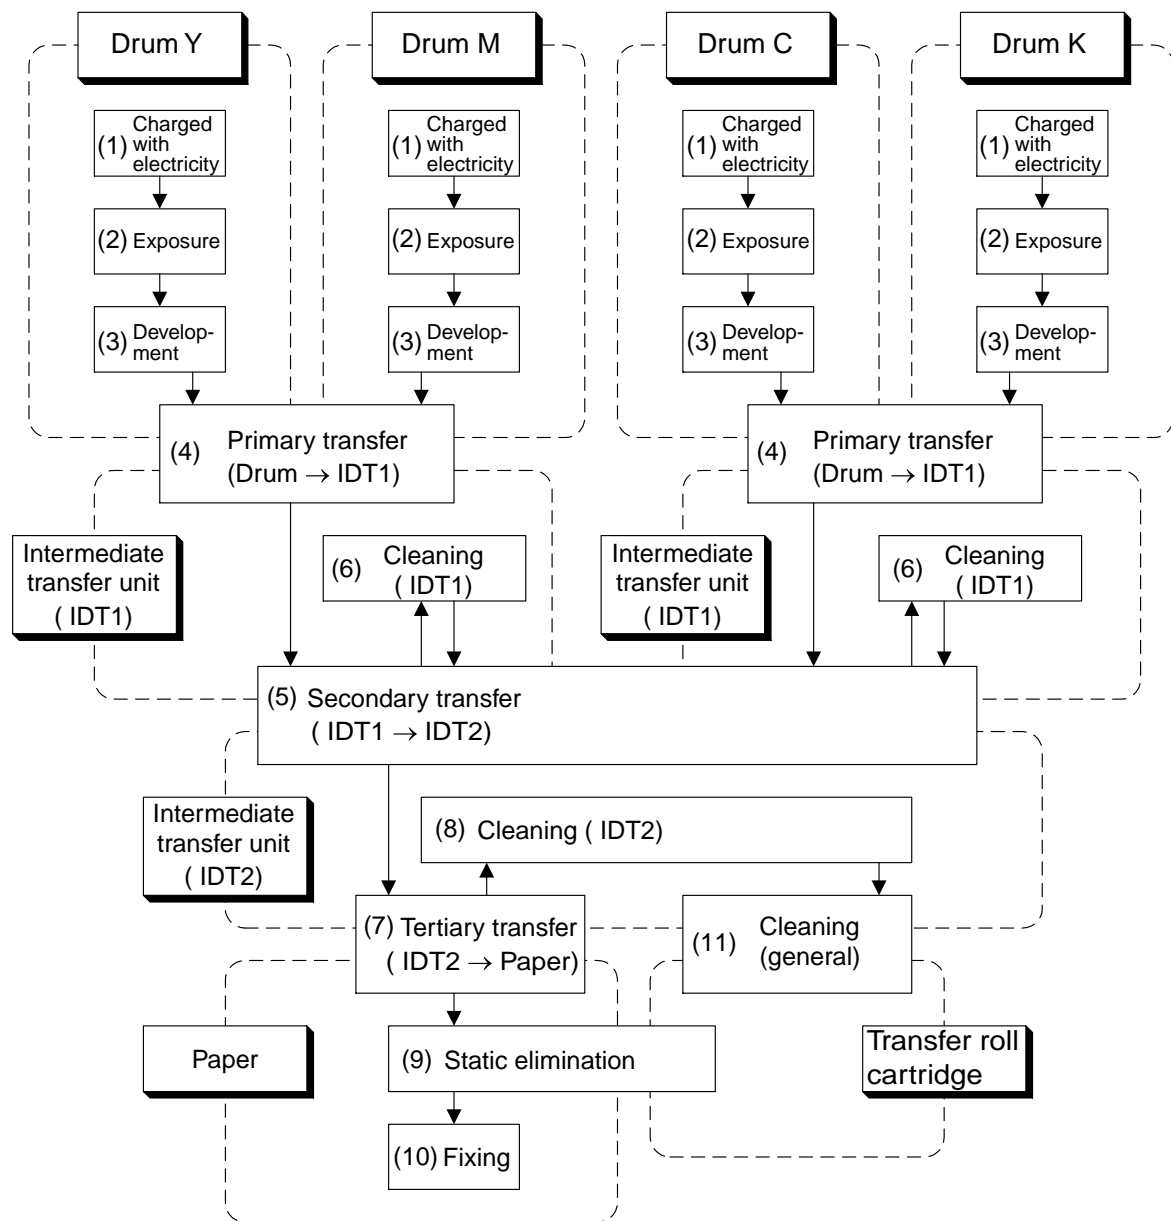 Drum Y
Drum M
Drum C
Drum K
(1) Charged
with
electricity
(1) Charged
with
electricity
(1) Charged
with
electricity
(1) Charged
with
electricity
(2) Exposure
(2) Exposure
(2) Exposure
(2) Exposure
(3) Develop-
ment
(3) Develop-
ment
(3) Develop-
ment
(3) Develop-
ment
(4) Primary transfer
(Drum → IDT1)
(4) Primary transfer
(Drum → IDT1)
Intermediate
transfer unit
( IDT1)
(6) Cleaning
( IDT1)
Intermediate
transfer unit
( IDT1)
(6) Cleaning
( IDT1)
(5) Secondary transfer
( IDT1 → IDT2)
Intermediate
transfer unit
( IDT2)
(8) Cleaning ( IDT2)
(7) Tertiary transfer
( IDT2 → Paper)
(11) Cleaning
(general)
Paper
(9) Static elimination
Transfer roll
cartridge
(10) Fixing